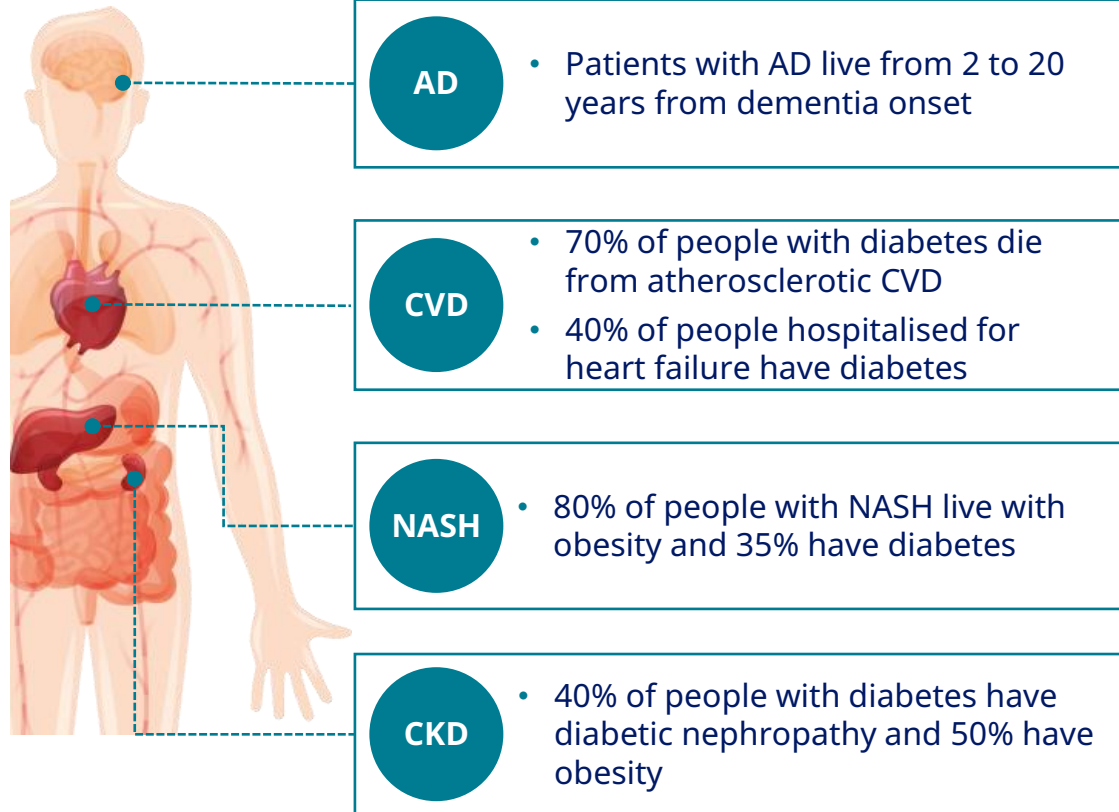 AD
• Patients with AD live from 2 to 20
years from dementia onset
CVD
• 70% of people with diabetes die
from atherosclerotic CVD
• 40% of people hospitalised for
heart failure have diabetes
NASH
• 80% of people with NASH live with
obesity and 35% have diabetes
CKD
• 40% of people with diabetes have
diabetic nephropathy and 50% have
obesity